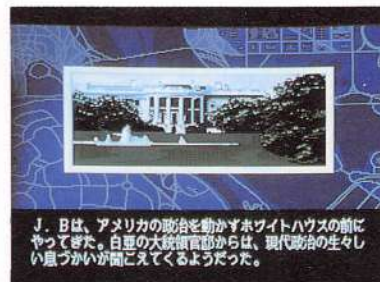 J．Bは、アメリカの政治を動かすホワイトハウスの前に
やってきた。白亜の大統領官邸からは、現代政治の生々し
い息づかいが聞こえてくるようだった。